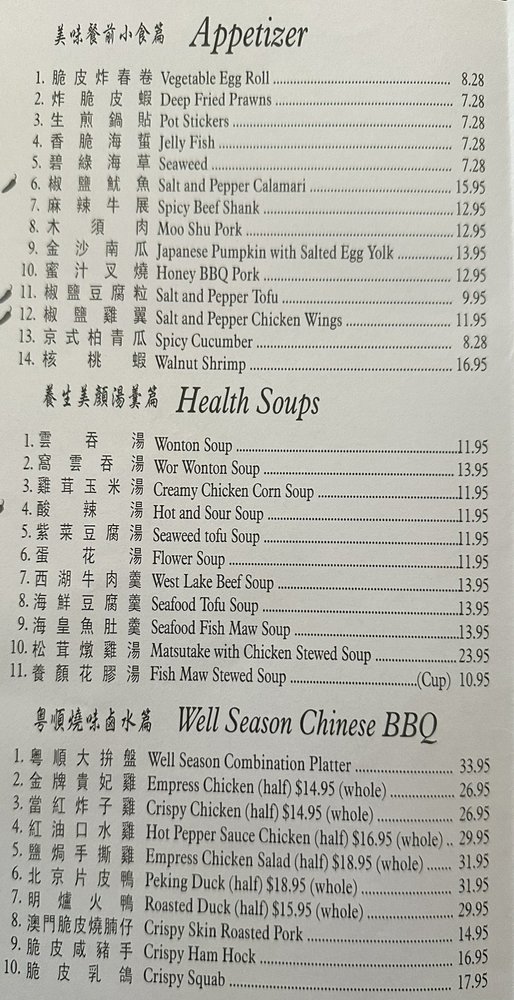 美味餐前小食篇 Appetizer
1. 脆皮炸春卷 Vegetable Egg Roll 8.28
2. 炸脆皮蝦 Deep Fried Prawns 7.28
3. 生煎鍋貼 Pot Stickers 7.28
4. 香脆海蜇 Jelly Fish 7.28
5. 碧綠海草 Seaweed 7.28
6. 椒鹽魷魚 Salt and Pepper Calamari 15.95
7. 麻辣牛展 Spicy Beef Shank 12.95
8. 木須肉 Moo Shu Pork 12.95
9. 金沙南瓜 Japanese Pumpkin with Salted Egg Yolk 13.95
10. 蜜汁叉燒 Honey BBQ Pork 12.95
11. 椒鹽豆腐粒 Salt and Pepper Tofu 9.95
12. 椒鹽雞翼 Salt and Pepper Chicken Wings 11.95
13. 京式柏青瓜 Spicy Cucumber 8.28
14. 核桃蝦 Walnut Shrimp 16.95
養生美顏湯羹篇 Health Soups
1. 雲吞湯 Wonton Soup 11.95
2. 窩雲吞湯 Wor Wonton Soup 13.95
3. 雞茸玉米湯 Creamy Chicken Corn Soup 11.95
4. 酸辣湯 Hot and Sour Soup 11.95
5. 紫菜豆腐湯 Seaweed tofu Soup 11.95
6. 蛋花湯 Flower Soup 11.95
7. 西湖牛肉羹 West Lake Beef Soup 13.95
8. 海鮮豆腐羹 Seafood Tofu Soup 13.95
9. 海皇魚肚羹 Seafood Fish Maw Soup 13.95
10. 松茸燉雞湯 Matsutake with Chicken Stewed Soup 23.95
11. 養顏花膠湯 Fish Maw Stewed Soup (Cup) 10.95
粵順燒味鹵水篇 Well Season Chinese BBQ
1. 粵順大拚盤 Well Season Combination Platter 33.95
2. 金牌貴妃雞 Empress Chicken (half) $14.95 (whole) 26.95
3. 當紅炸子雞 Crispy Chicken (half) $14.95 (whole) 26.95
4. 紅油口水雞 Hot Pepper Sauce Chicken (half) $16.95 (whole) 29.95
5. 鹽焗手撕雞 Empress Chicken Salad (half) $18.95 (whole) 31.95
6. 北京片皮鴨 Peking Duck (half) $18.95 (whole) 31.95
7. 明爐火鴨 Roasted Duck (half) $15.95 (whole) 29.95
8. 澳門脆皮燒腩仔 Crispy Skin Roasted Pork 14.95
9. 脆皮咸豬手 Crispy Ham Hock 16.95
10. 脆皮乳鴿 Crispy Squab 17.95